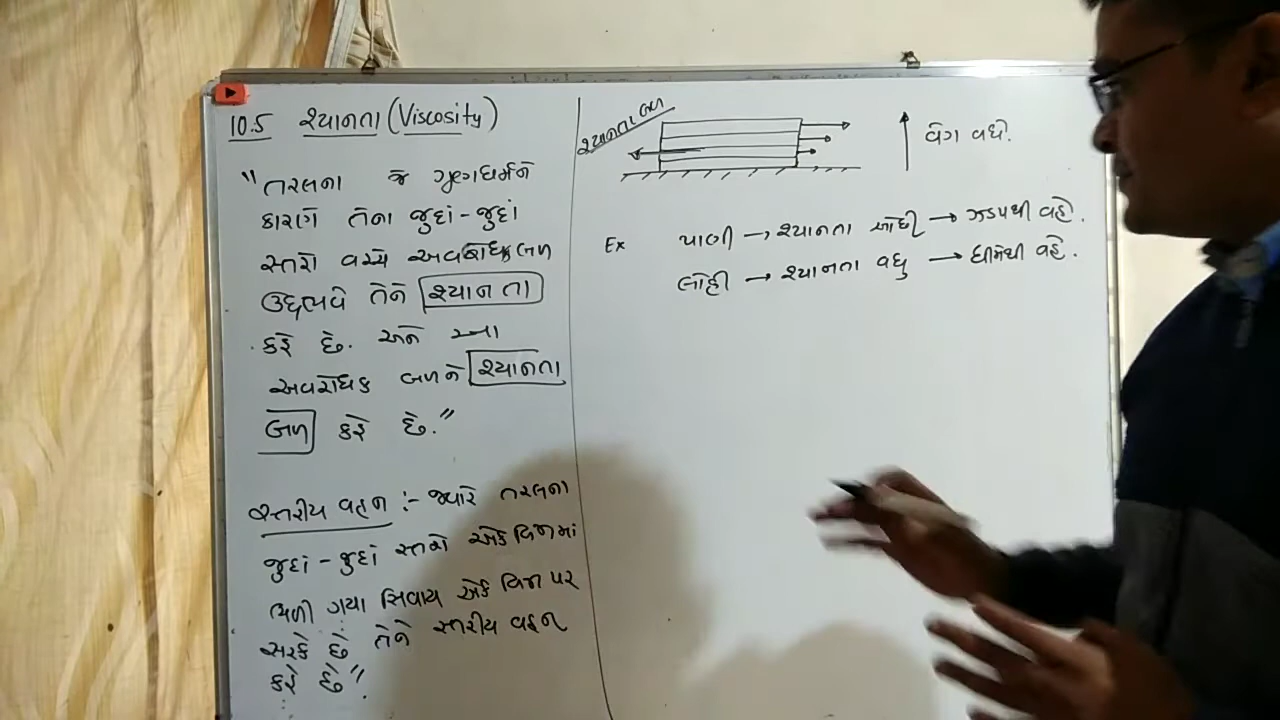 10.5 શ્યાનતા (Viscosity)
“તરલના જે ગુણધર્મને
કારણે તેના જુદાં-જુદાં
સ્તરો વચ્ચે અવરોધક બળ
ઉદ્ભવે તેને શ્યાનતા
કહે છે. અને આ
અવરોધક બળને શ્યાનતા
બળ કહે છે.”
સ્તરીય વહન :- જ્યારે તરલના
જુદાં-જુદાં સ્તરો એકબિજામાં
ભળી ગયા સિવાય એકબિજા પર
સરકે છે તેને સ્તરીય વહન
કહે છે”.
શ્યાનતા બળ
વેગ વધે.
Ex પાણી → શ્યાનતા ઓછી → ઝડપથી વહે.
લોહી → શ્યાનતા વધુ → ધીમેથી વહે.